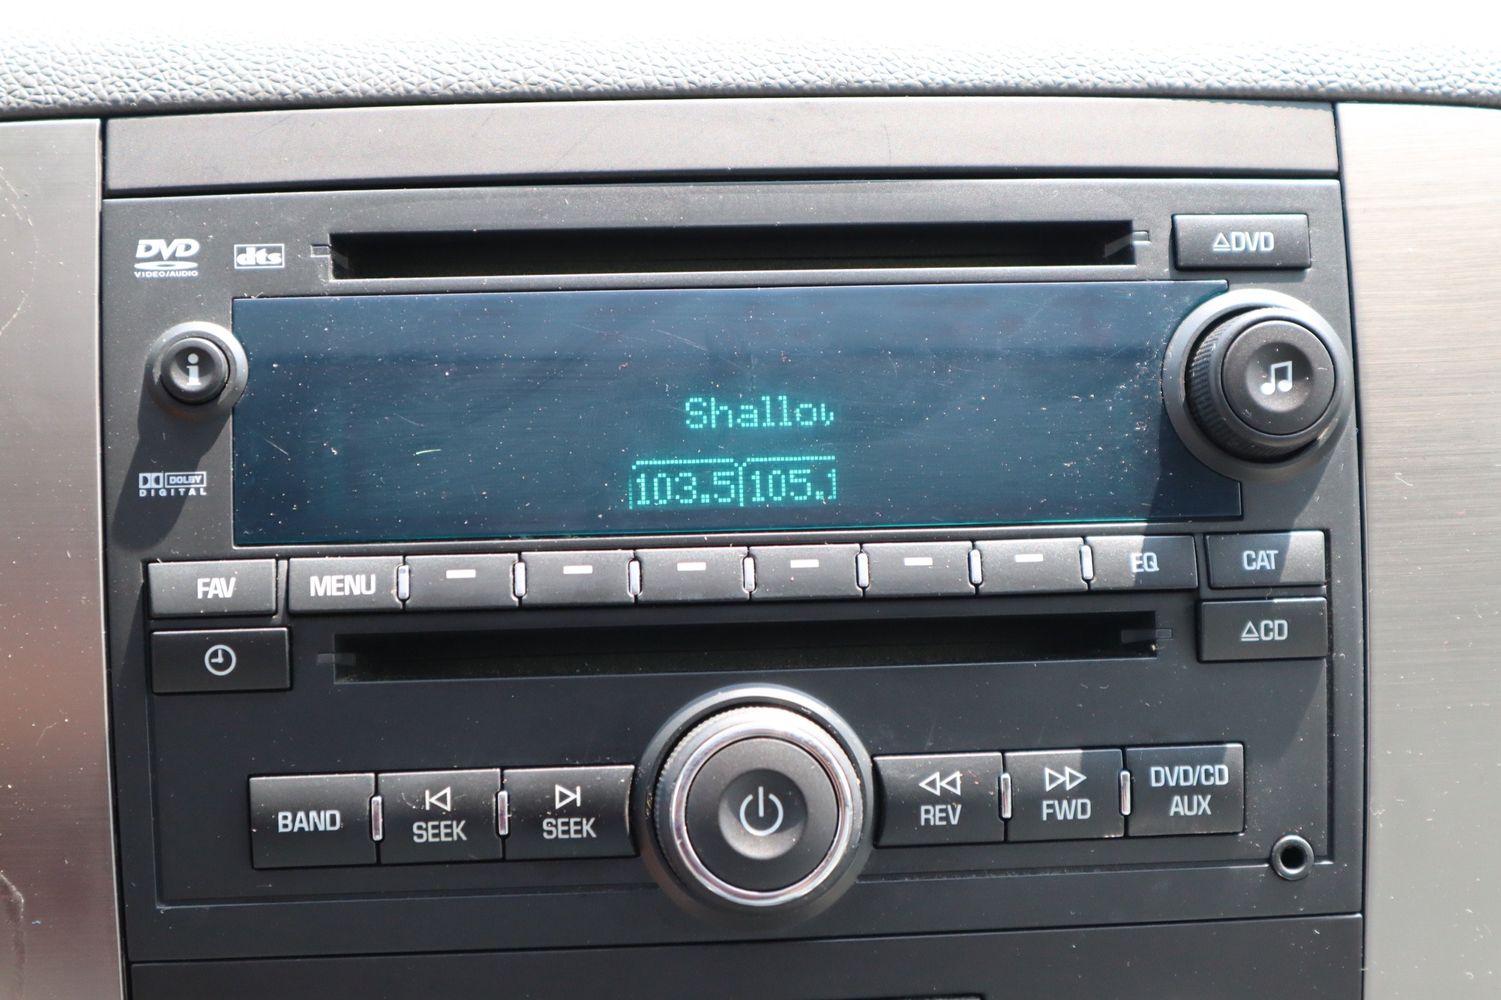 DVD
VIDEO/AUDIO
dts
DVD
i
Shallo
DOLBY
DIGITAL
103.5 105.1
FAV
MENU
EQ
CAT
CD
BAND
SEEK
SEEK
REV
FWD
DVD/CD
AUX